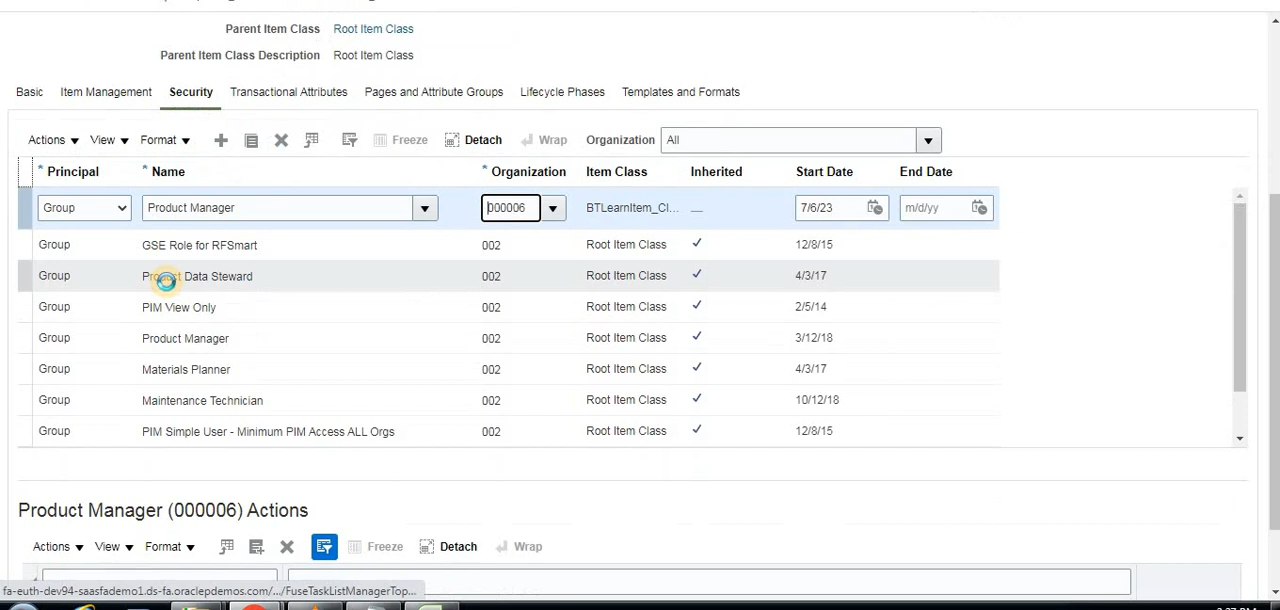 Parent Item Class Root Item Class
Parent Item Class Description Root Item Class
Basic Item Management Security Transactional Attributes Pages and Attribute Groups Lifecycle Phases Templates and Formats
Actions View Format Freeze Detach Wrap Organization All
* Principal * Name * Organization Item Class Inherited Start Date End Date
Group Product Manager 000006 BTLearnItem_Cl... 7/6/23 m/d/yy
Group GSE Role for RFSmart 002 Root Item Class 12/8/15
Group Product Data Steward 002 Root Item Class 4/3/17
Group PIM View Only 002 Root Item Class 2/5/14
Group Product Manager 002 Root Item Class 3/12/18
Group Materials Planner 002 Root Item Class 4/3/17
Group Maintenance Technician 002 Root Item Class 10/12/18
Group PIM Simple User - Minimum PIM Access ALL Orgs 002 Root Item Class 12/8/15
Product Manager (000006) Actions
Actions View Format Freeze Detach Wrap
fa-euth-dev94-saasfademo1.ds-fa.oraclepdemos.com/.../FuseTaskListManagerTop...